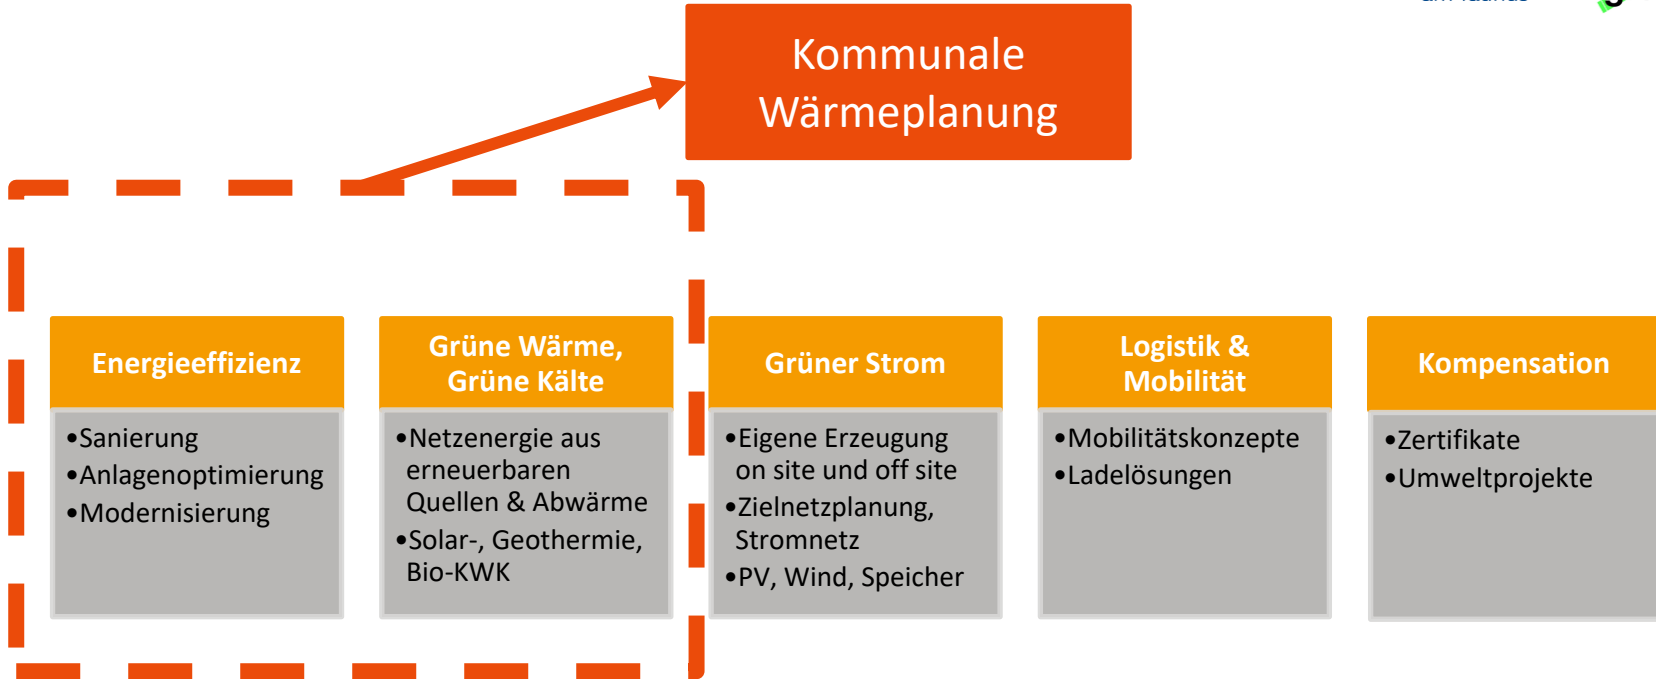 Kommunale
Wärmeplanung
Energieeffizienz
•Sanierung
•Anlagenoptimierung
•Modernisierung
Grüne Wärme,
Grüne Kälte
•Netzenergie aus
erneuerbaren
Quellen & Abwärme
•Solar-, Geothermie,
Bio-KWK
Grüner Strom
•Eigene Erzeugung
on site und off site
•Zielnetzplanung,
Stromnetz
•PV, Wind, Speicher
Logistik &
Mobilität
•Mobilitätskonzepte
•Ladelösungen
Kompensation
•Zertifikate
•Umweltprojekte